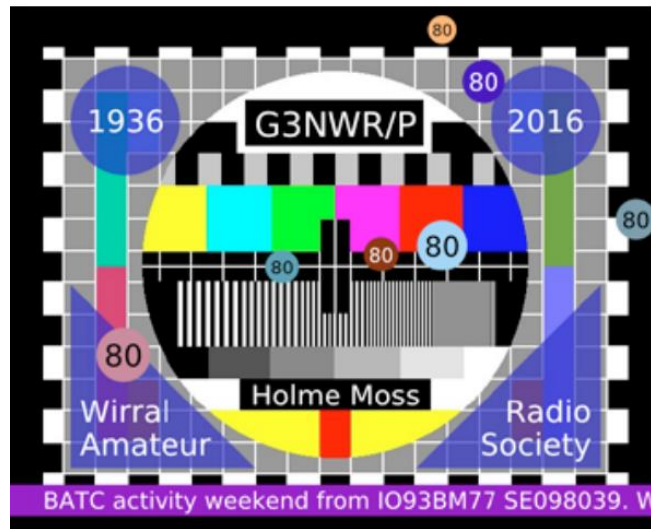 80
80
1936
G3NWR/P
2016
80
80
80
80
80
Holme Moss
Wirral
Amateur
Radio
Society
BATC activity weekend from IO93BM77 SE098039. W